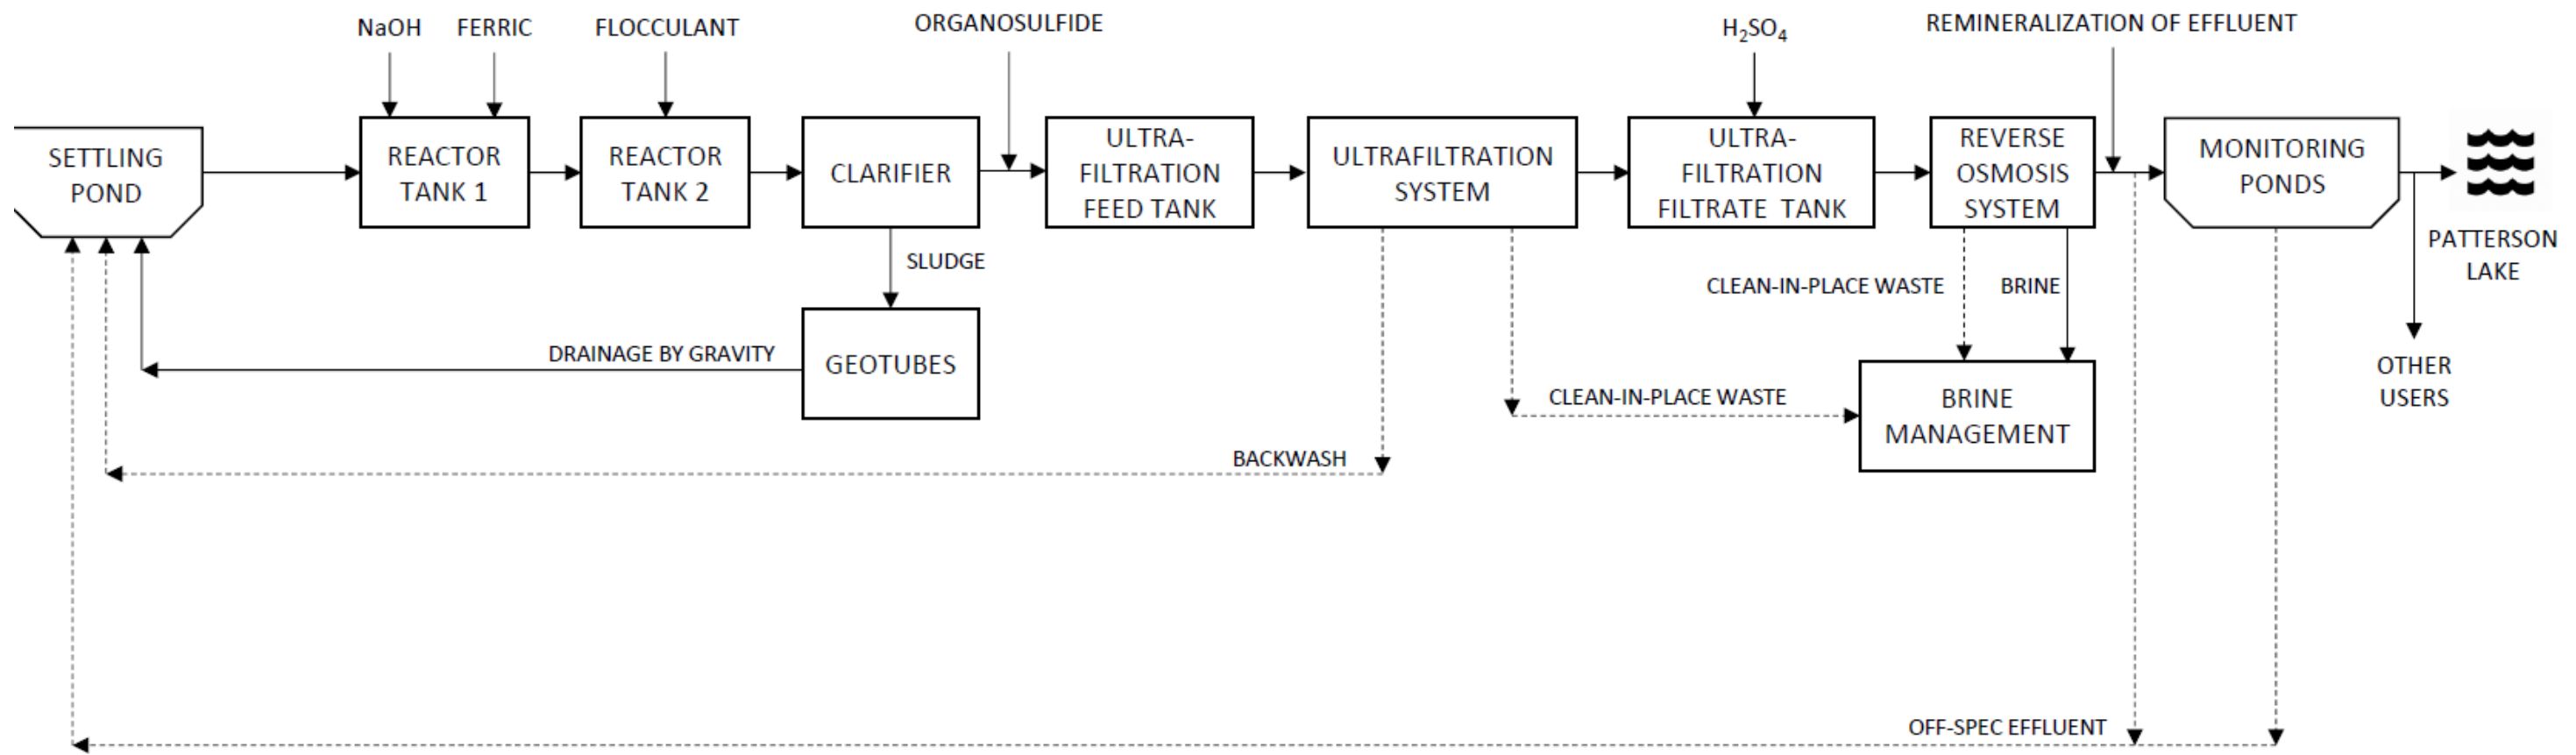 NaOH
FERRIC
FLOCCULANT
ORGANOSULFIDE
H₂SO₄
REMINERALIZATION OF EFFLUENT
SETTLING
POND
REACTOR
TANK 1
REACTOR
TANK 2
CLARIFIER
ULTRA-
FILTRATION
FEED TANK
ULTRAFILTRATION
SYSTEM
ULTRA-
FILTRATION
FILTRATE TANK
REVERSE
OSMOSIS
SYSTEM
MONITORING
PONDS
PATTERSON
LAKE
SLUDGE
CLEAN-IN-PLACE WASTE
BRINE
DRAINAGE BY GRAVITY
GEOTUBES
OTHER
USERS
CLEAN-IN-PLACE WASTE
BRINE
MANAGEMENT
BACKWASH
OFF-SPEC EFFLUENT